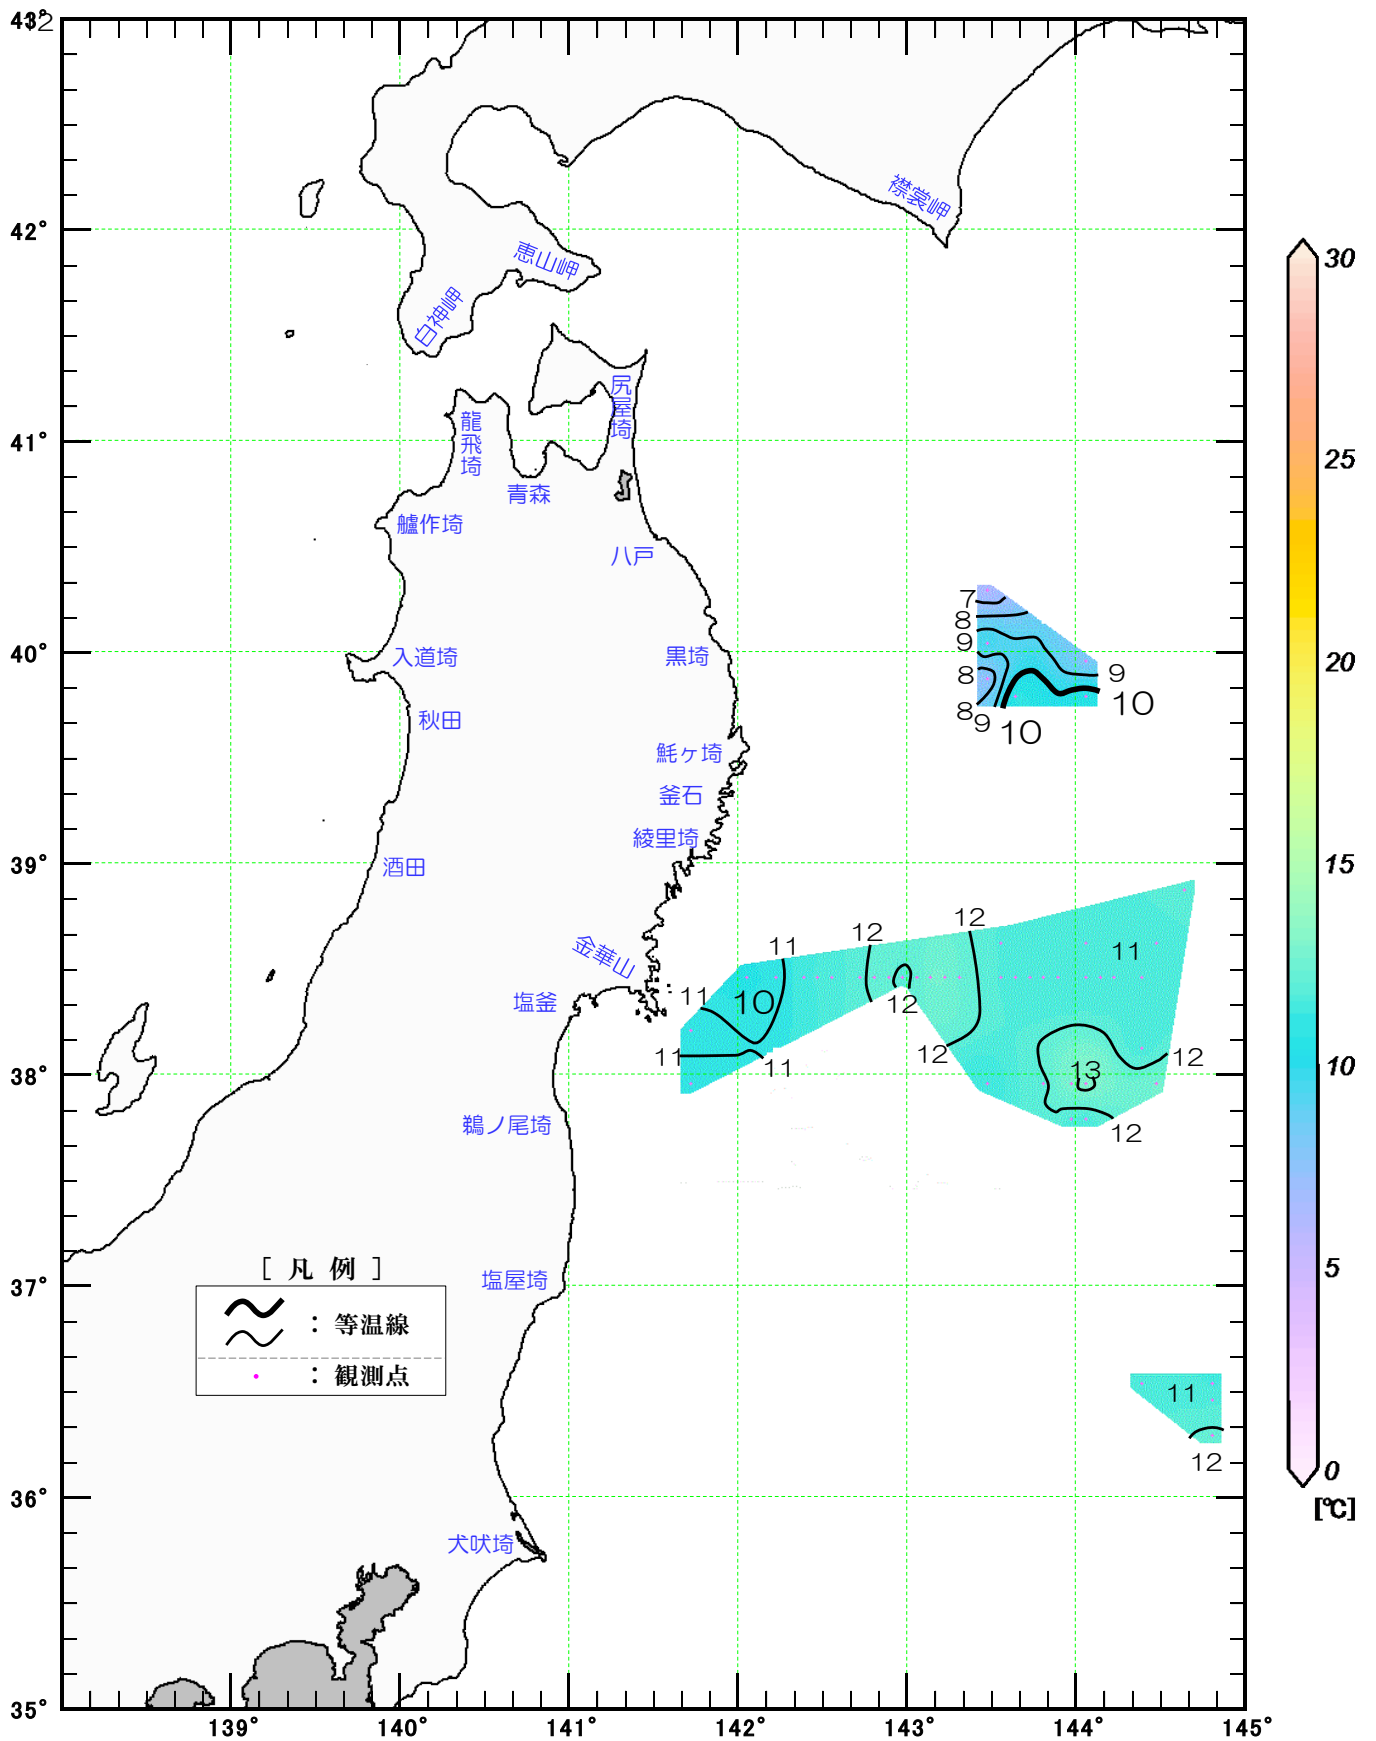 43°
2
襟裳岬
42°
恵山岬
30
白神岬
尻屋埼
龍飛埼
41°
25
青森
艫作埼
八戸
7
8
9
入道埼
黒埼
40°
20
8
9
10
8
9
10
秋田
魹ヶ埼
釜石
綾里埼
39°
15
酒田
12
12
11
11
金華山
11
10
12
塩釜
12
13
12
11
11
10
38°
12
鵜ノ尾埼
[ 凡 例 ]
塩屋埼
5
37°
：等温線
：観測点
11
12
0
36°
[℃]
犬吠埼
35°
139°
140°
141°
142°
143°
144°
145°